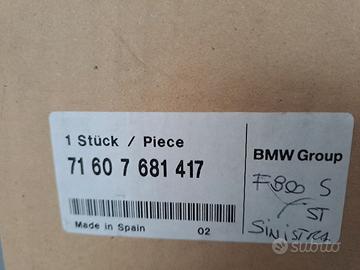 1 Stück / Piece
71 60 7 681 417
Made in Spain 02
BMW Group
F800 S
ST
SINISTRA
subito